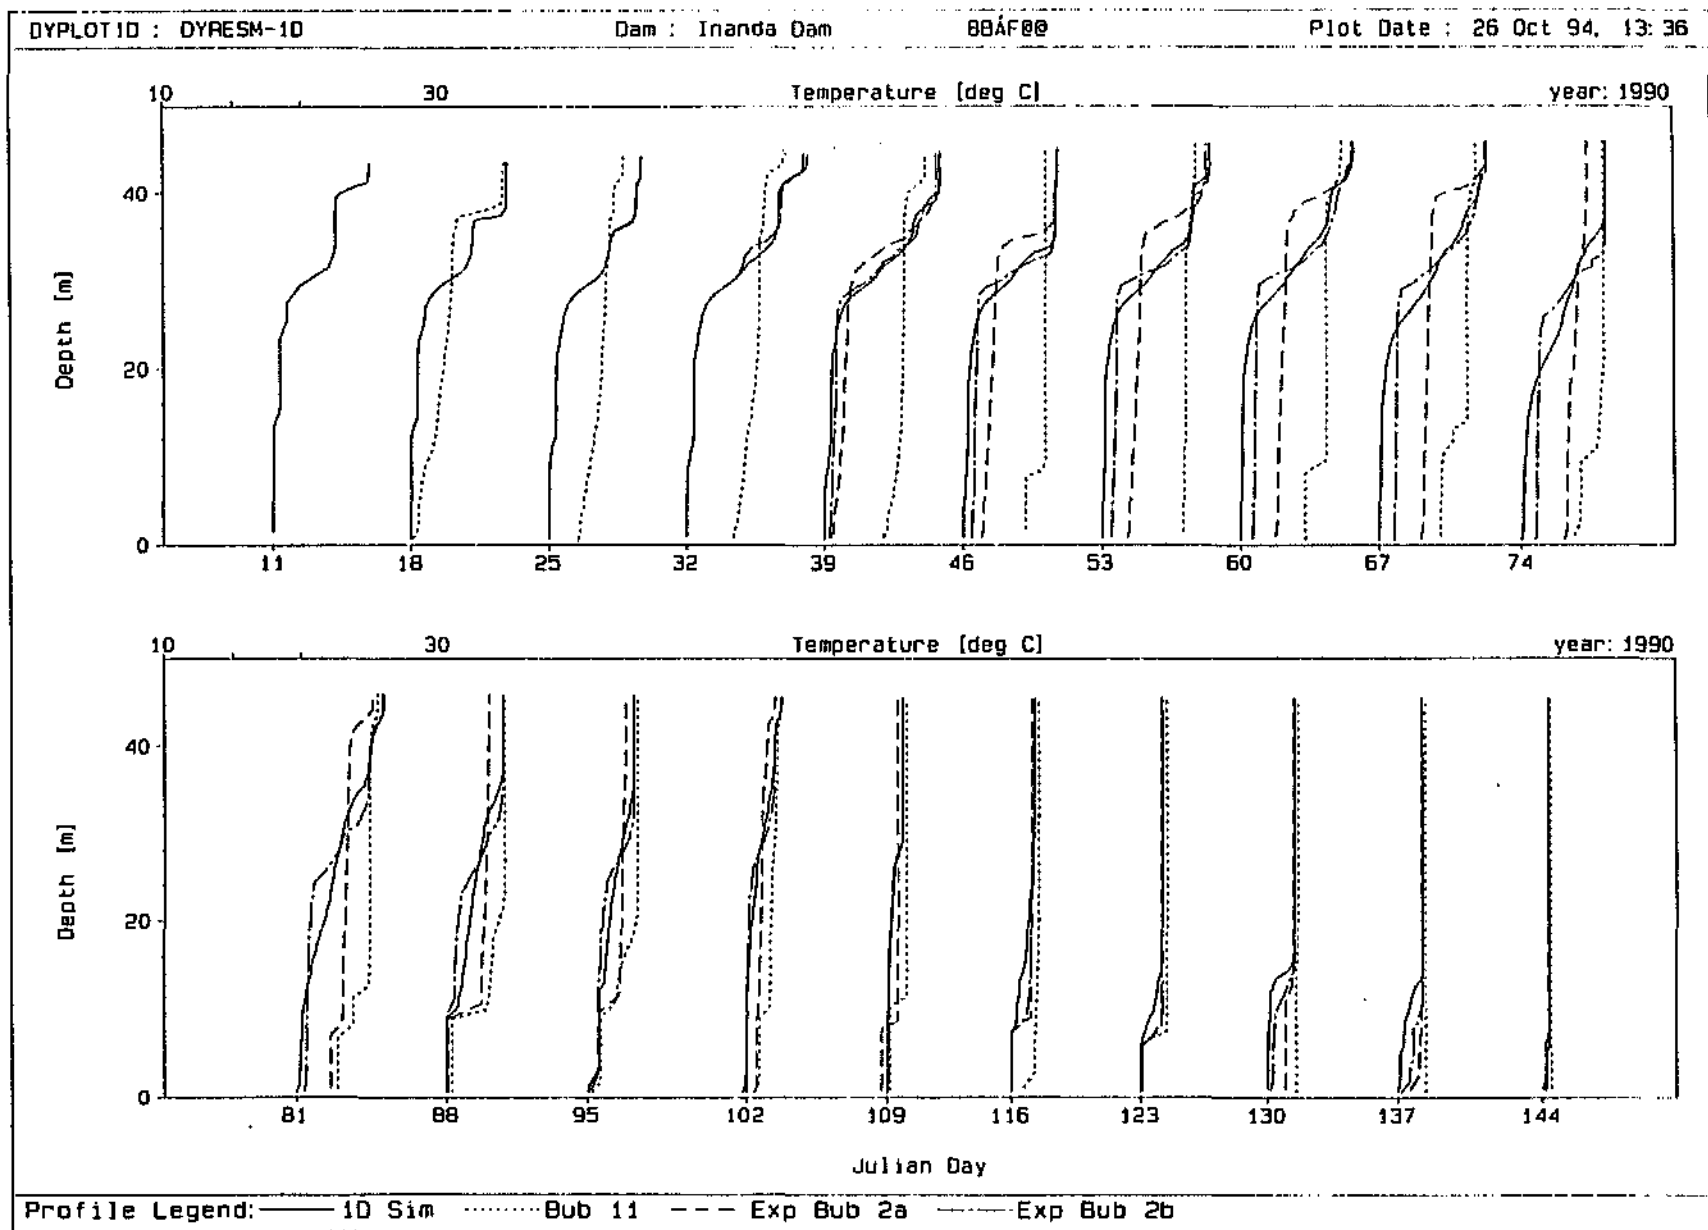 DYPLOT1D : DYRESM-1D Dam : Inanda Dam BBÁF@@ Plot Date : 26 Oct 94, 13:36
10 30 Temperature [deg C] year: 1990
40
Depth [m]
20
0
11 18 25 32 39 46 53 60 67 74
10 30 Temperature [deg C] year: 1990
40
Depth [m]
20
0
81 88 95 102 109 116 123 130 137 144
Julian Day
Profile Legend: 1D Sim Bub 11 Exp Bub 2a Exp Bub 2b